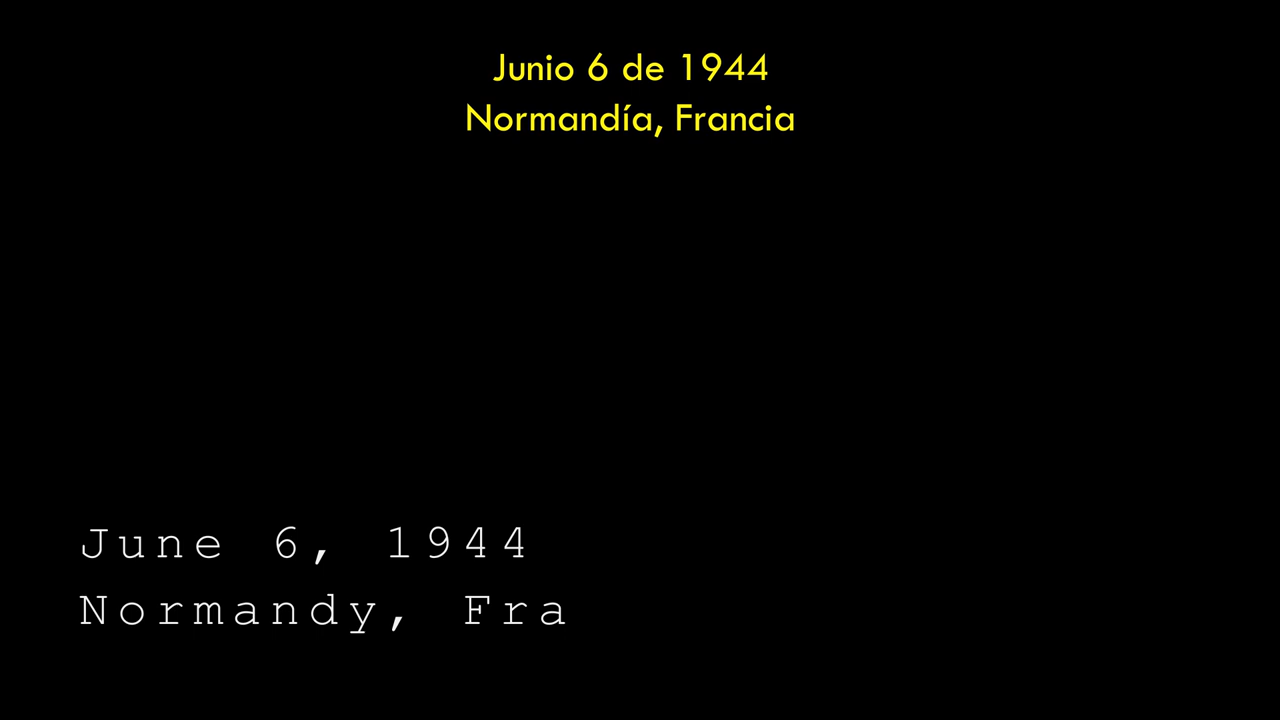 Junio 6 de 1944
Normandía, Francia
June 6, 1944
Normandy, Fra